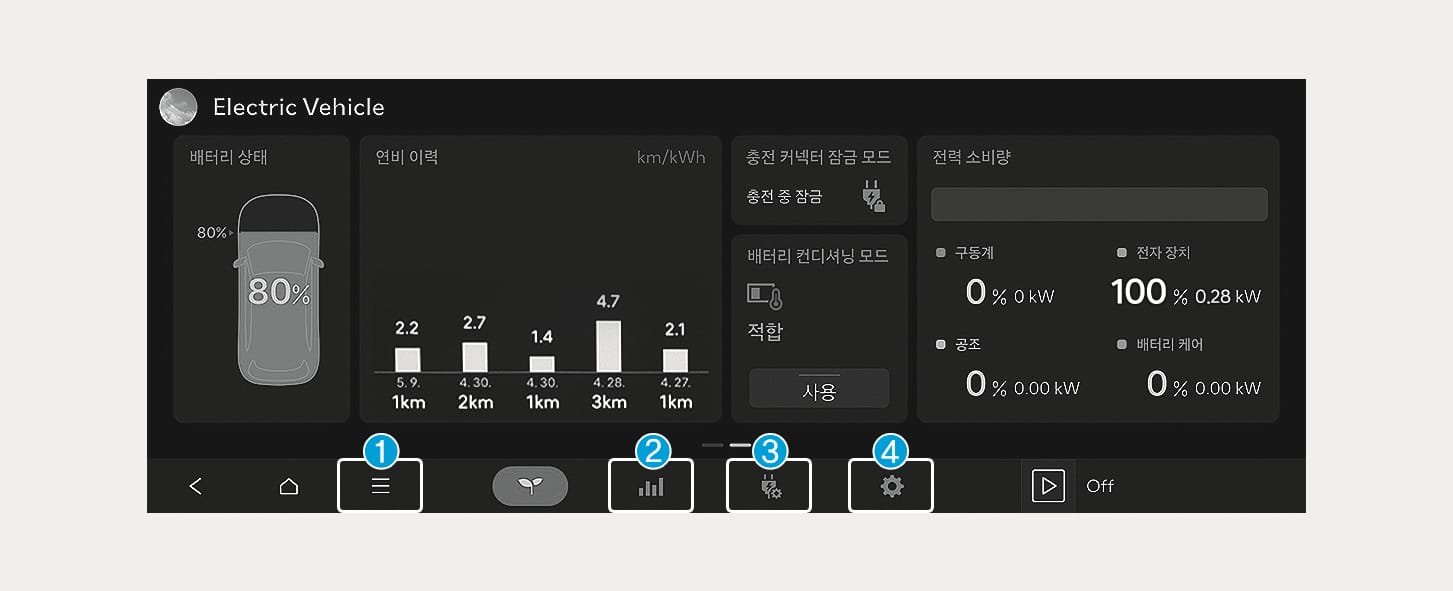 Electric Vehicle
배터리 상태
80%
80%
연비 이력 km/kWh
2.2 2.7 1.4 4.7 2.1
5. 9. 4. 30. 4. 30. 4. 28. 4. 27.
1km 2km 1km 3km 1km
충전 커넥터 잠금 모드
충전 중 잠금
배터리 컨디셔닝 모드
적합
사용
전력 소비량
구동계 전자 장치
0 % 0 kW 100 % 0.28 kW
공조 배터리 케어
0 % 0.00 kW 0 % 0.00 kW
1 2 3 4
Off